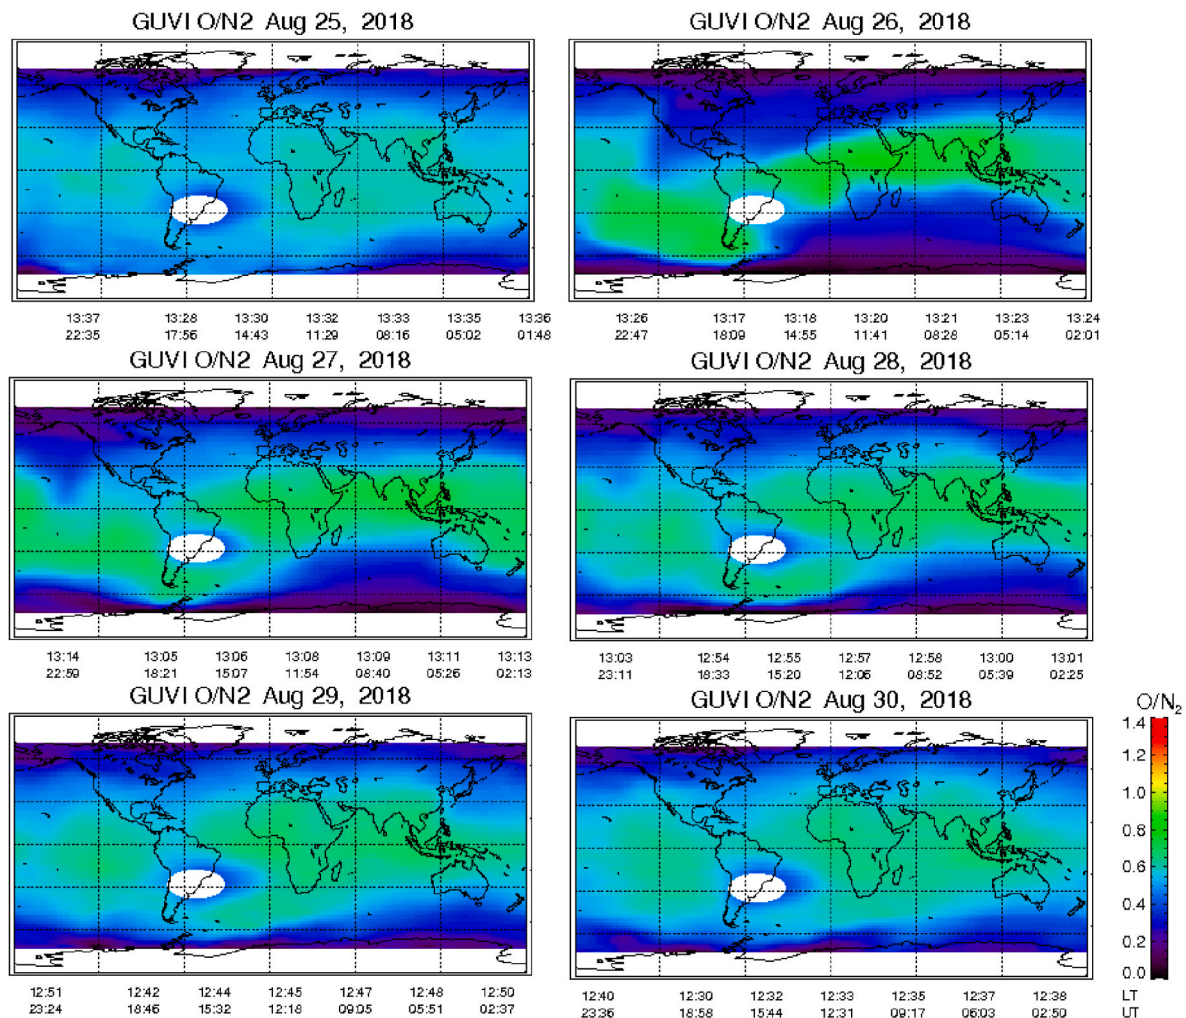 GUVI O/N2 Aug 25, 2018
GUVI O/N2 Aug 26, 2018
13:37 13:28 13:30 13:32 13:33 13:35 13:36
22:35 17:56 14:43 11:29 08:16 05:02 01:48
13:26 13:17 13:18 13:20 13:21 13:23 13:24
22:47 18:09 14:55 11:41 08:28 05:14 02:01
GUVI O/N2 Aug 27, 2018
GUVI O/N2 Aug 28, 2018
13:14 13:05 13:06 13:08 13:09 13:11 13:13
22:59 18:21 15:07 11:54 08:40 05:26 02:13
13:03 12:54 12:55 12:57 12:58 13:00 13:01
23:11 18:33 15:20 12:06 08:52 05:39 02:25
GUVI O/N2 Aug 29, 2018
GUVI O/N2 Aug 30, 2018
12:51 12:42 12:44 12:45 12:47 12:48 12:50
23:24 18:46 15:32 12:18 09:05 05:51 02:37
12:40 12:30 12:32 12:33 12:35 12:37 12:38
23:36 18:58 15:44 12:31 09:17 06:03 02:50
O/N2
1.4
1.2
1.0
0.8
0.6
0.4
0.2
0.0
LT
UT